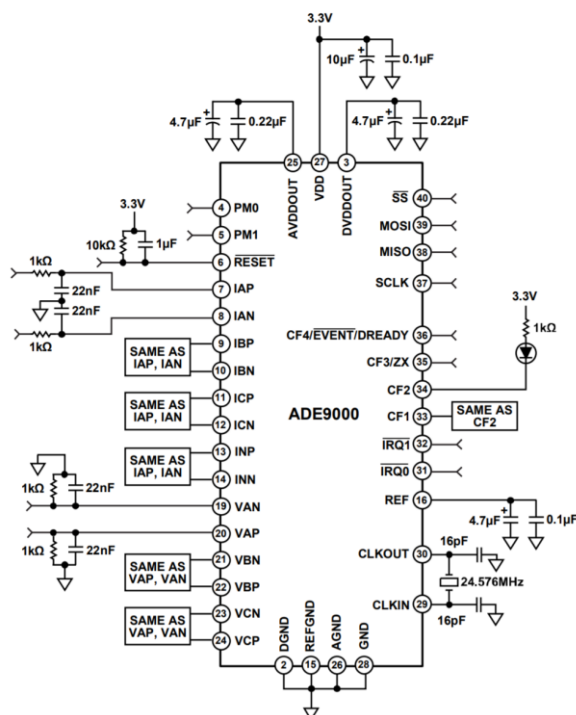 3.3V
10µF
+
0.1µF
4.7µF
+
0.22µF
4.7µF
+
0.22µF
25
27
3
AVDDOUT
VDD
DVDDOUT
ADE9000
4 PM0
5 PM1
3.3V
10kΩ
1µF
6 RESET
1kΩ
22nF
7 IAP
22nF
8 IAN
1kΩ
SAME AS
IAP, IAN
9 IBP
10 IBN
SAME AS
IAP, IAN
11 ICP
12 ICN
SAME AS
IAP, IAN
13 INP
14 INN
1kΩ
22nF
19 VAN
20 VAP
1kΩ
22nF
SAME AS
VAP, VAN
21 VBN
22 VBP
SAME AS
VAP, VAN
23 VCN
24 VCP
SS 40
MOSI 39
MISO 38
SCLK 37
CF4/EVENT/DREADY 36
CF3/ZX 35
3.3V
1kΩ
CF2 34
CF1 33
SAME AS
CF2
IRQ1 32
IRQ0 31
REF 16
4.7µF
+
0.1µF
CLKOUT 30
16pF
24.576MHz
CLKIN 29
16pF
DGND
REFGND
AGND
GND
2
15
26
28